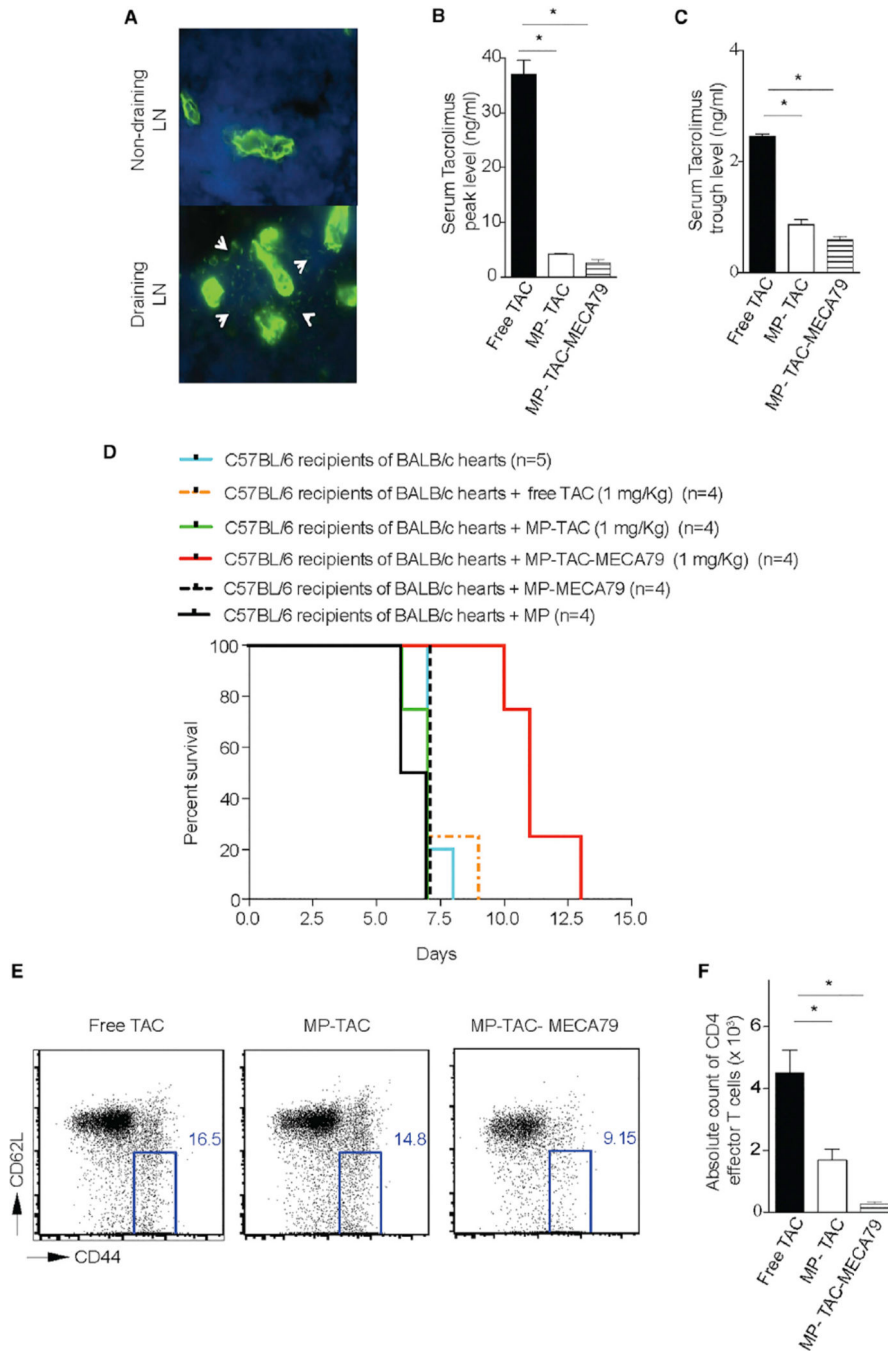 A
Non-draining
LN
Draining
LN
B
Serum Tacrolimus
peak level (ng/ml)
40
30
20
10
0
*
*
Free TAC
MP- TAC
MP- TAC-MECA79
C
Serum Tacrolimus
trough level (ng/ml)
4
2
0
*
*
Free TAC
MP- TAC
MP- TAC-MECA79
D
C57BL/6 recipients of BALB/c hearts (n=5)
C57BL/6 recipients of BALB/c hearts + free TAC (1 mg/Kg) (n=4)
C57BL/6 recipients of BALB/c hearts + MP-TAC (1 mg/Kg) (n=4)
C57BL/6 recipients of BALB/c hearts + MP-TAC-MECA79 (1 mg/Kg) (n=4)
C57BL/6 recipients of BALB/c hearts + MP-MECA79 (n=4)
C57BL/6 recipients of BALB/c hearts + MP (n=4)
Percent survival
100
80
60
40
20
0
0.0 2.5 5.0 7.5 10.0 12.5 15.0
Days
E
Free TAC
MP-TAC
MP-TAC- MECA79
16.5
14.8
9.15
CD62L
CD44
F
Absolute count of CD4
effector T cells (x 10³)
6
4
2
0
*
*
Free TAC
MP- TAC
MP- TAC-MECA79